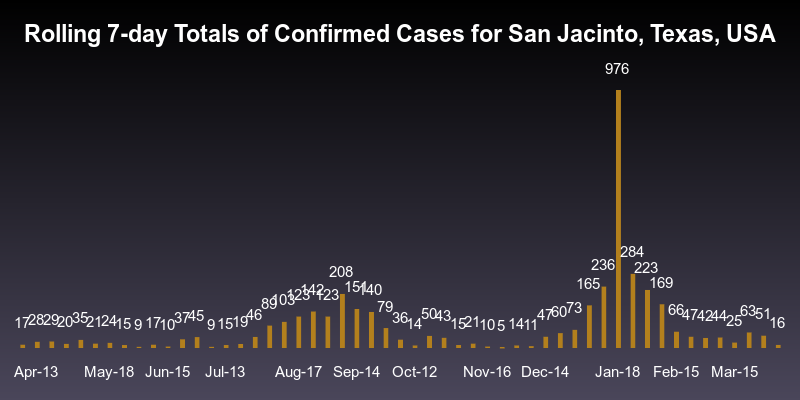 Rolling 7-day Totals of Confirmed Cases for San Jacinto, Texas, USA
17 28 29 20 35 21 24 15 9 17 10 37 45 9 15 19 46 89 103 123 142 123 208 151 140 79 36 14 50 43 15 21 10 5 14 11 47 60 73 165 236 976 284 223 169 66 47 42 44 25 63 51 16
Apr-13 May-18 Jun-15 Jul-13 Aug-17 Sep-14 Oct-12 Nov-16 Dec-14 Jan-18 Feb-15 Mar-15